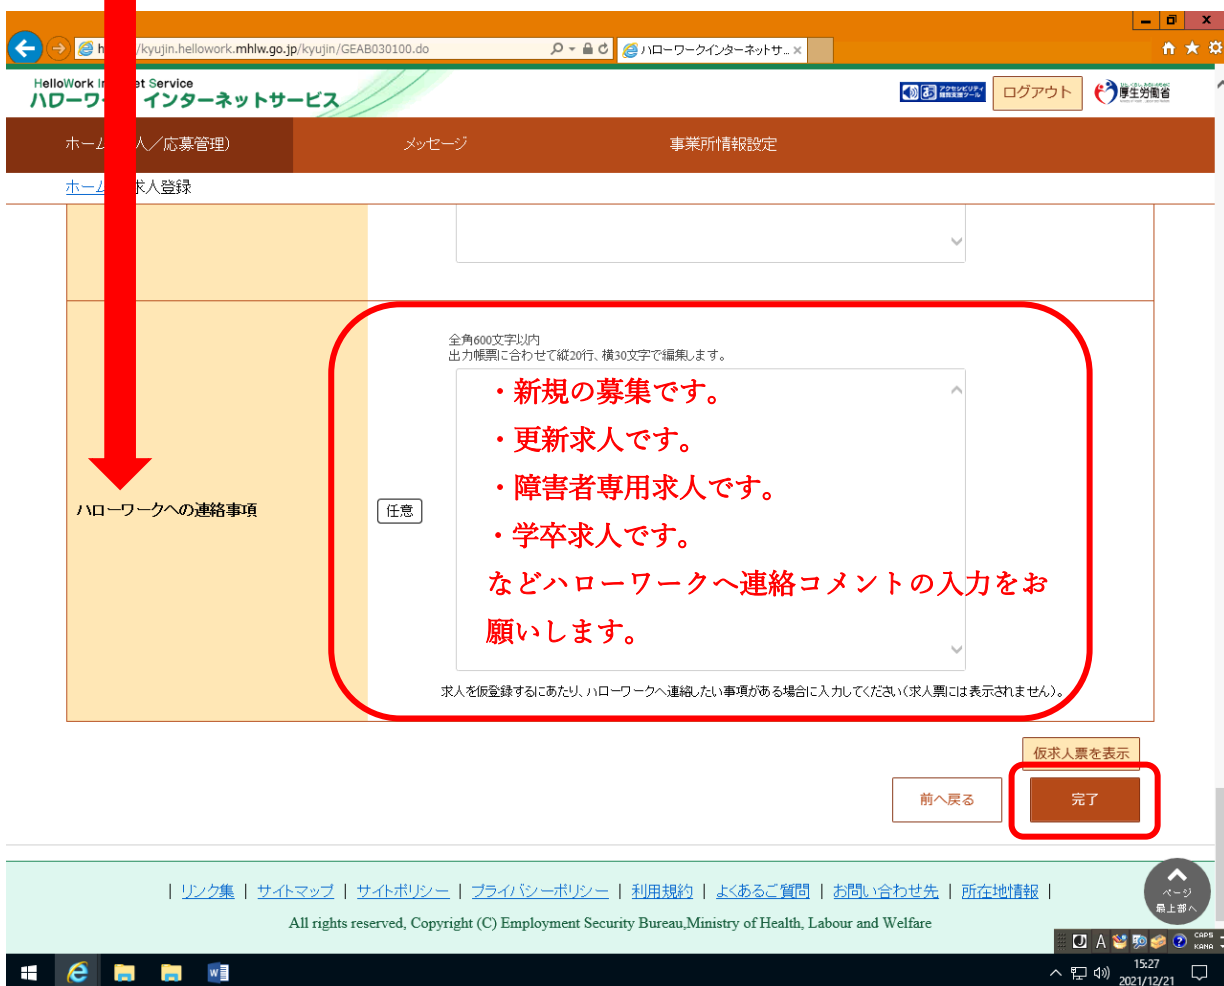 kyujin.hellowork.mhlw.go.jp/kyujin/GEAB030100.do
ハローワークインターネットサ...
HelloWork Internet Service
ハローワーク インターネットサービス
ログアウト
厚生労働省
ホーム(求人／応募管理)
メッセージ
事業所情報設定
ホーム 求人登録
全角600文字以内
出力帳票に合わせて縦20行、横30文字で編集します。
・新規の募集です。
・更新求人です。
・障害者専用求人です。
・学卒求人です。
などハローワークへ連絡コメントの入力をお
願いします。
ハローワークへの連絡事項
任意
求人を仮登録するにあたり、ハローワークへ連絡したい事項がある場合に入力してください（求人票には表示されません）。
仮求人票を表示
前へ戻る
完了
| リンク集 | サイトマップ | サイトポリシー | プライバシーポリシー | 利用規約 | よくあるご質問 | お問い合わせ先 | 所在地情報 |
All rights reserved, Copyright (C) Employment Security Bureau,Ministry of Health, Labour and Welfare
ページ
最上部へ
A
CAPS
KANA
15:27
2021/12/21